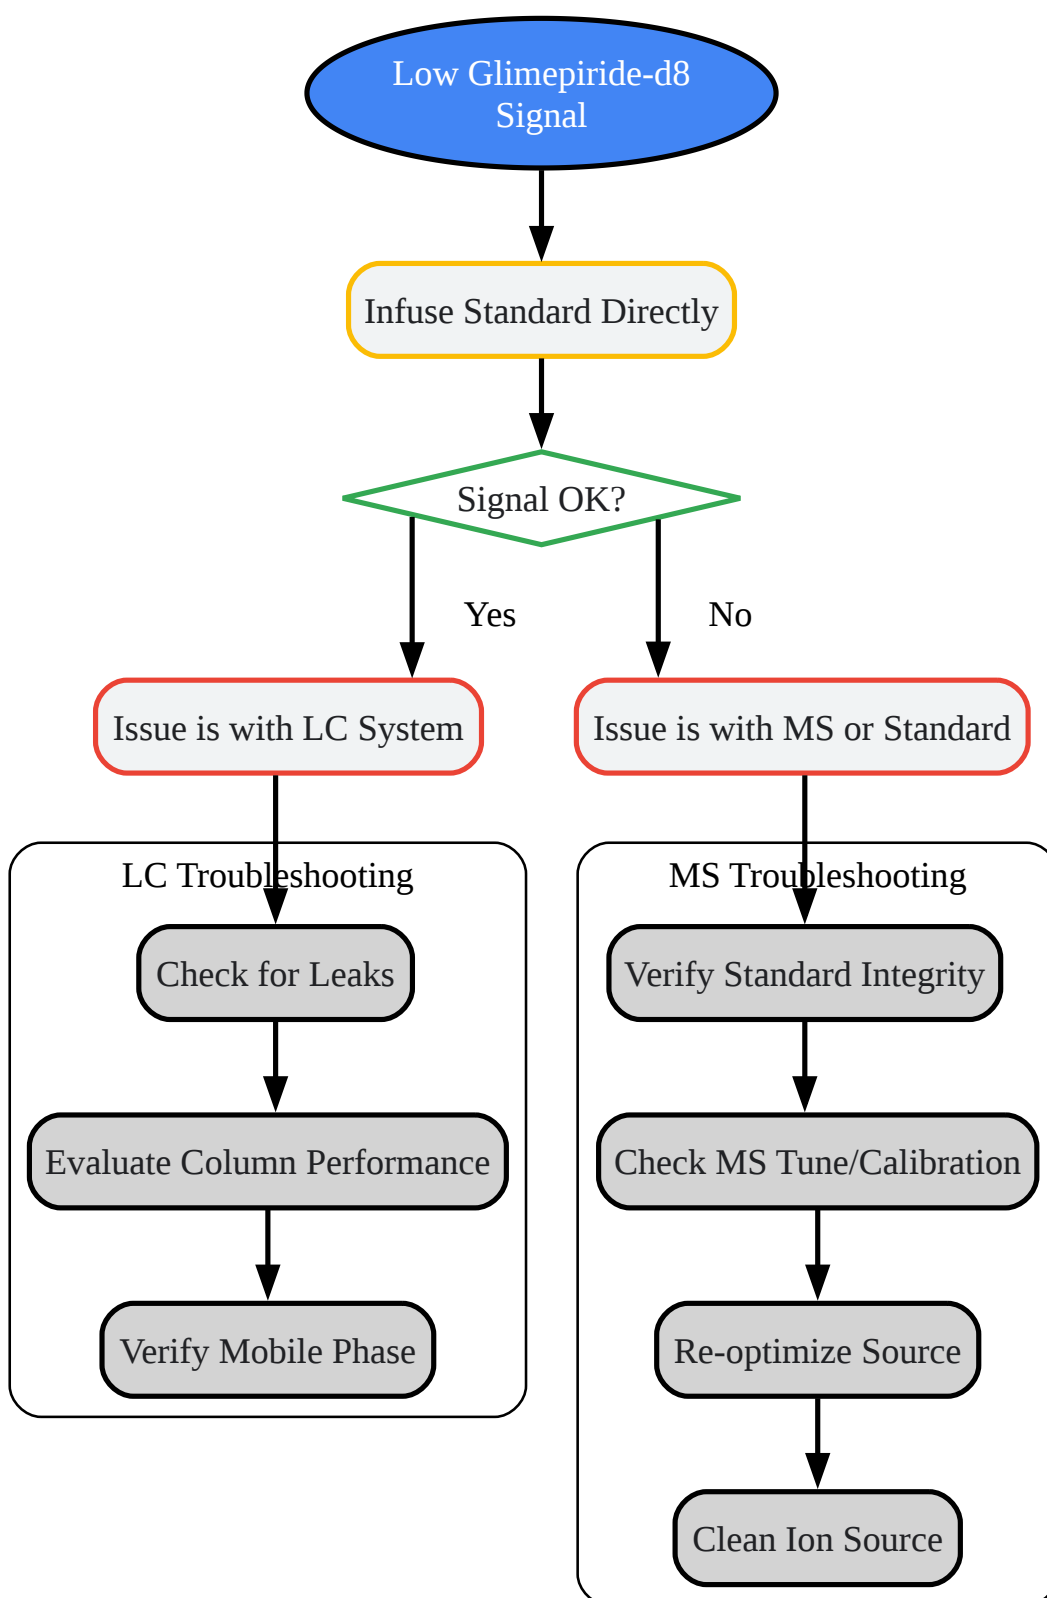 Low Glimepiride-d8
Signal
Infuse Standard Directly
Signal OK?
Yes
No
Issue is with LC System
Issue is with MS or Standard
LC Troubleshooting
MS Troubleshooting
Check for Leaks
Verify Standard Integrity
Evaluate Column Performance
Check MS Tune/Calibration
Verify Mobile Phase
Re-optimize Source
Clean Ion Source